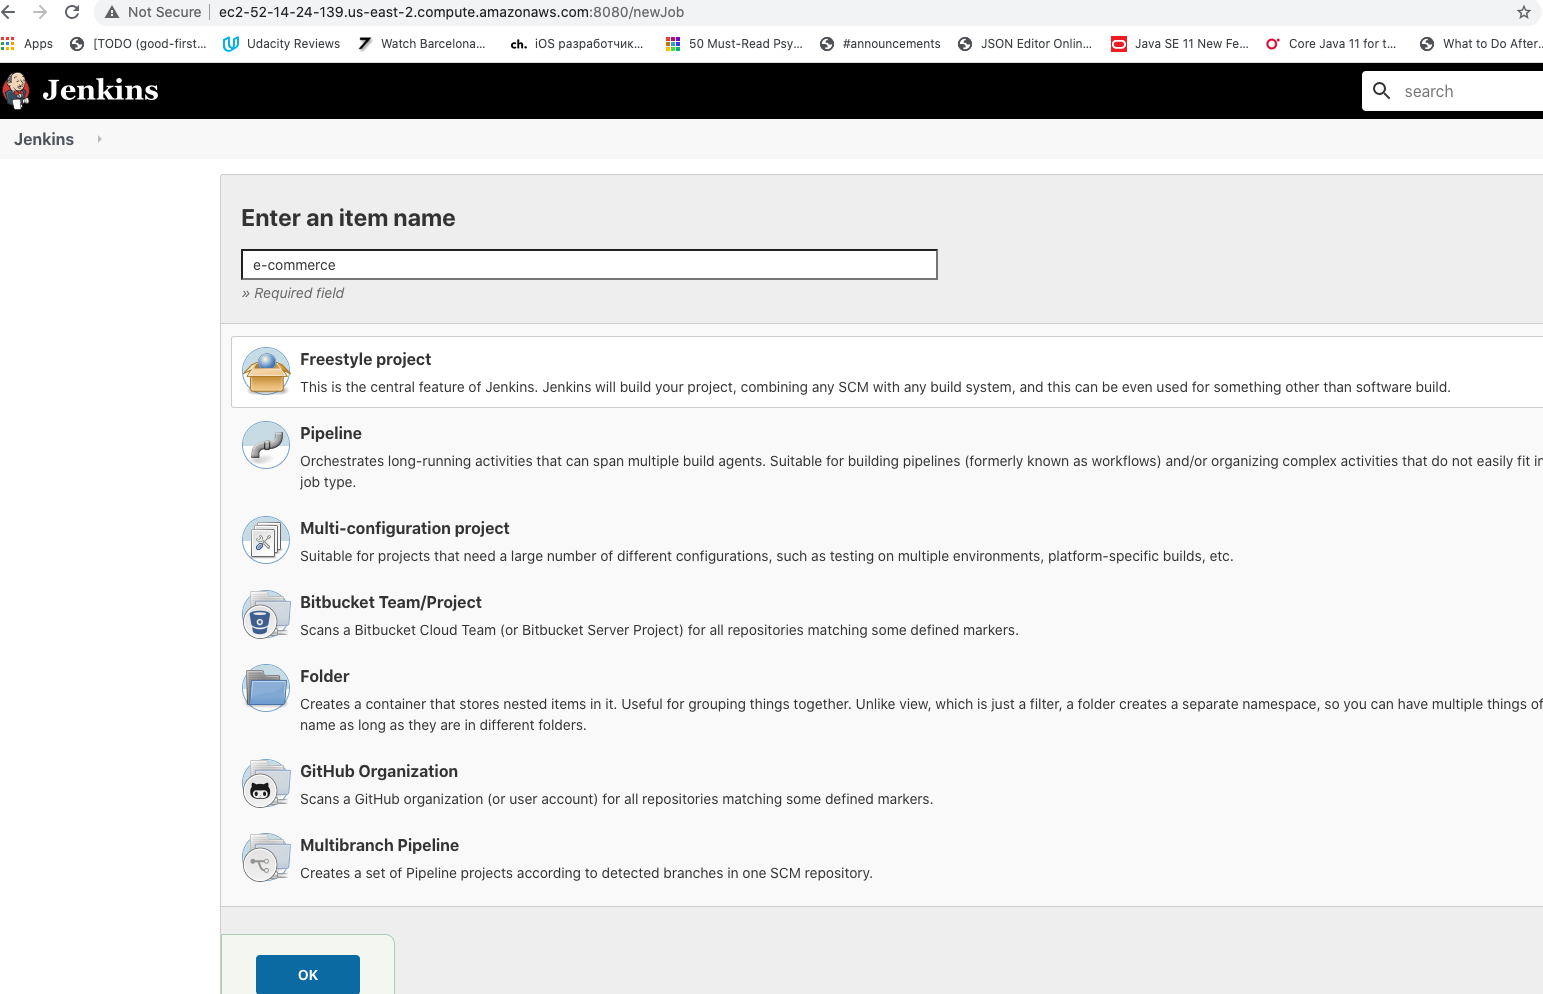 Not Secure ec2-52-14-24-139.us-east-2.compute.amazonaws.com:8080/newJob
Apps [TODO (good-first... Udacity Reviews Watch Barcelona... ch. iOS разработчик... 50 Must-Read Psy... #announcements JSON Editor Onlin... Java SE 11 New Fe... Core Java 11 for t... What to Do After...
Jenkins search
Jenkins
Enter an item name
e-commerce
» Required field
Freestyle project
This is the central feature of Jenkins. Jenkins will build your project, combining any SCM with any build system, and this can be even used for something other than software build.
Pipeline
Orchestrates long-running activities that can span multiple build agents. Suitable for building pipelines (formerly known as workflows) and/or organizing complex activities that do not easily fit in
job type.
Multi-configuration project
Suitable for projects that need a large number of different configurations, such as testing on multiple environments, platform-specific builds, etc.
Bitbucket Team/Project
Scans a Bitbucket Cloud Team (or Bitbucket Server Project) for all repositories matching some defined markers.
Folder
Creates a container that stores nested items in it. Useful for grouping things together. Unlike view, which is just a filter, a folder creates a separate namespace, so you can have multiple things of
name as long as they are in different folders.
GitHub Organization
Scans a GitHub organization (or user account) for all repositories matching some defined markers.
Multibranch Pipeline
Creates a set of Pipeline projects according to detected branches in one SCM repository.
OK